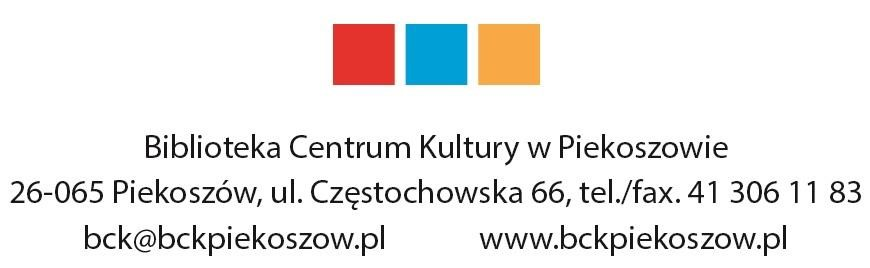 Biblioteka Centrum Kultury w Piekoszowie
26-065 Piekoszów, ul. Częstochowska 66, tel./fax. 41 306 11 83
bck@bckpiekoszow.pl www.bckpiekoszow.pl